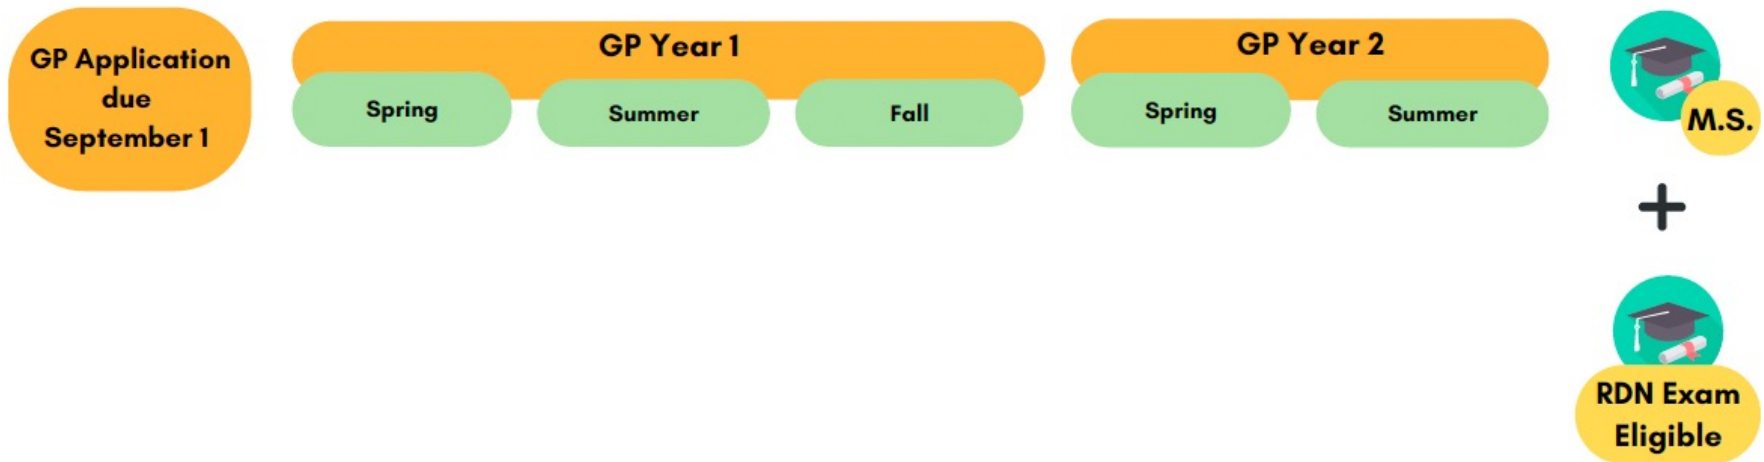 GP Application
due
September 1
GP Year 1
Spring
Summer
Fall
GP Year 2
Spring
Summer
M.S.
+
RDN Exam
Eligible